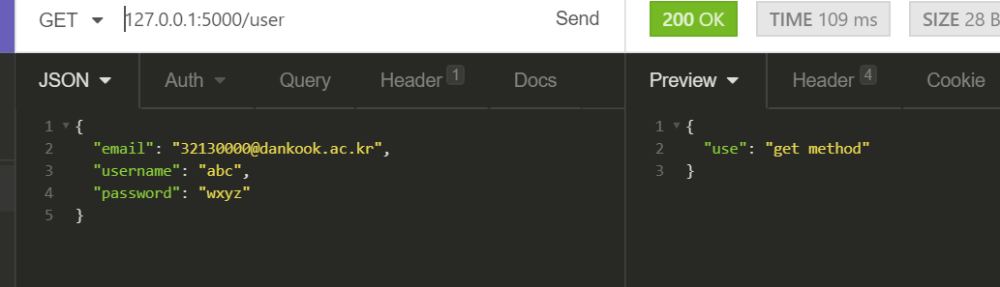 GET 127.0.0.1:5000/user Send 200 OK TIME 109 ms SIZE 28 B
JSON Auth Query Header 1 Docs Preview Header 4 Cookie
1 {
2 "email": "32130000@dankook.ac.kr",
3 "username": "abc",
4 "password": "wxyz"
5 }
1 {
2 "use": "get method"
3 }